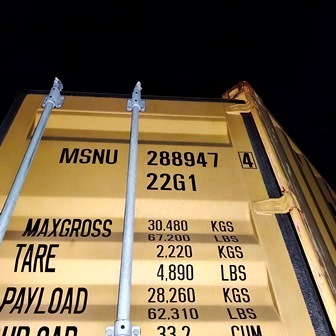 MSNU 288947 4
22G1
MAXGROSS 30.480 KGS
67.200 LBS
TARE 2,220 KGS
4,890 LBS
PAYLOAD 28,260 KGS
62,310 LBS
CAP 33.2 CUM